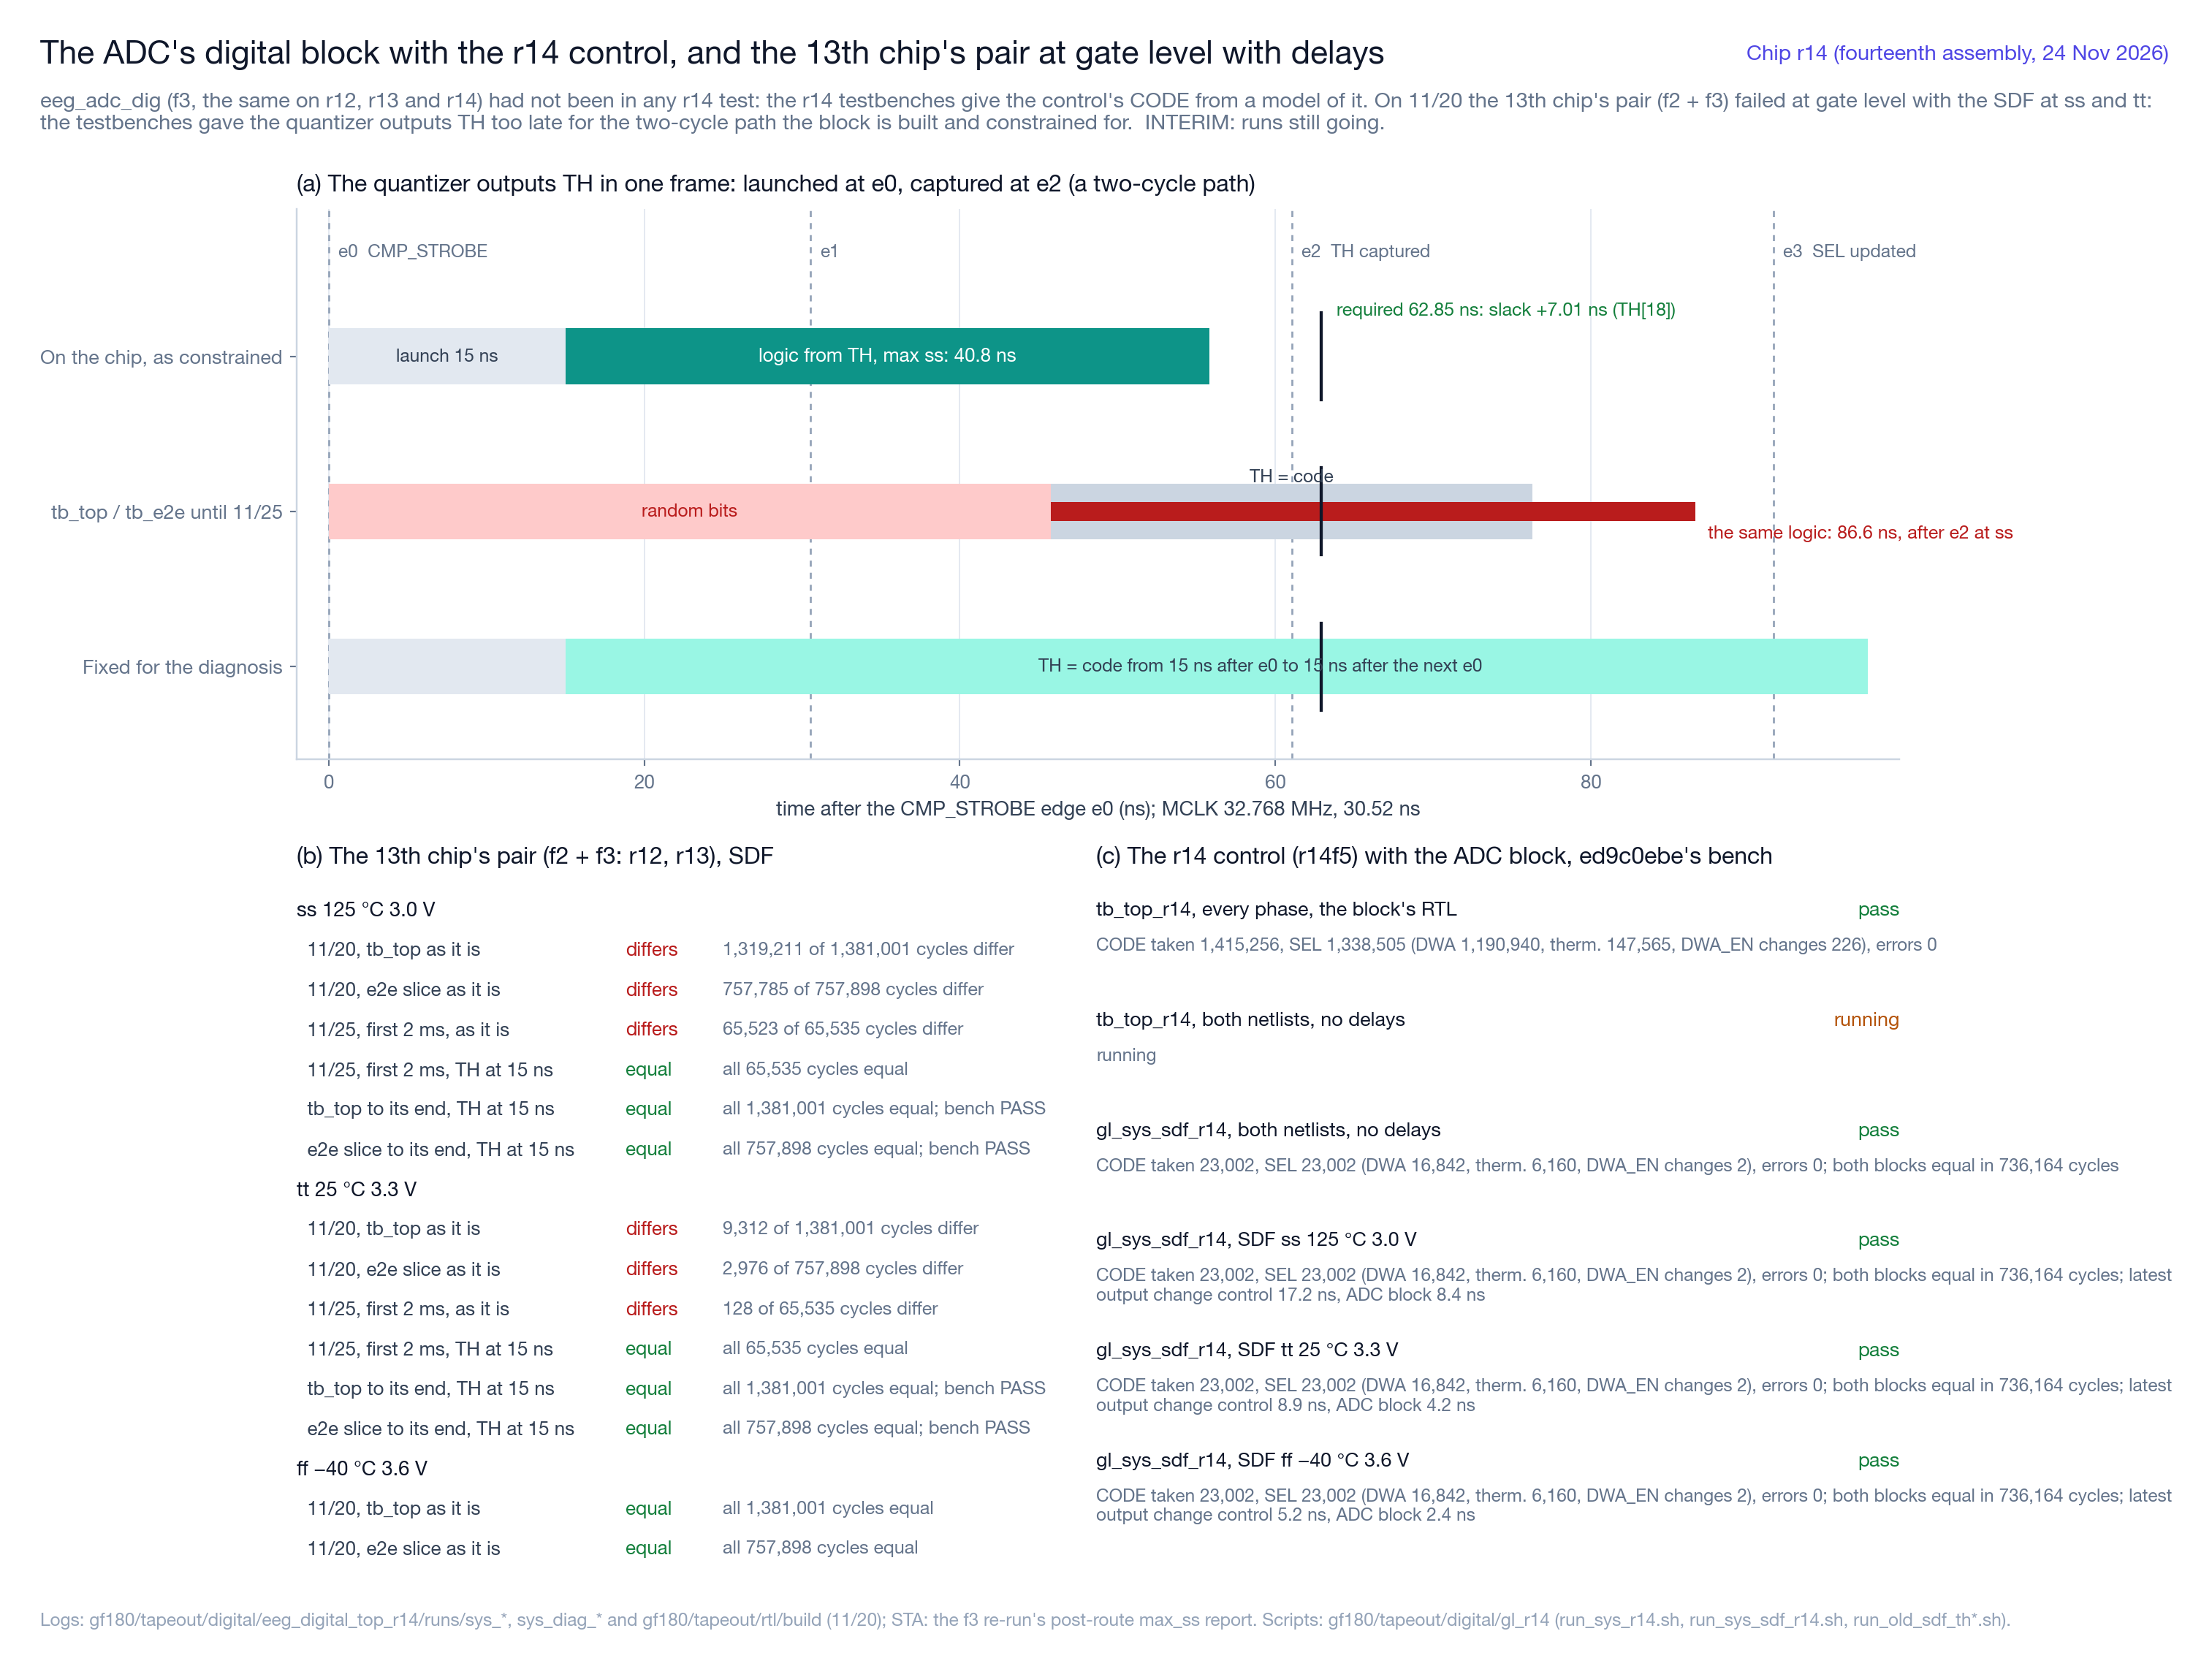 The ADC's digital block with the r14 control, and the 13th chip's pair at gate level with delays
Chip r14 (fourteenth assembly, 24 Nov 2026)
eeg_adc_dig (f3, the same on r12, r13 and r14) had not been in any r14 test: the r14 testbenches give the control's CODE from a model of it. On 11/20 the 13th chip's pair (f2 + f3) failed at gate level with the SDF at ss and tt:
the testbenches gave the quantizer outputs TH too late for the two-cycle path the block is built and constrained for.  INTERIM: runs still going.
(a) The quantizer outputs TH in one frame: launched at e0, captured at e2 (a two-cycle path)
e0  CMP_STROBE
e1
e2  TH captured
e3  SEL updated
required 62.85 ns: slack +7.01 ns (TH[18])
On the chip, as constrained
launch 15 ns
logic from TH, max ss: 40.8 ns
TH = code
tb_top / tb_e2e until 11/25
random bits
the same logic: 86.6 ns, after e2 at ss
Fixed for the diagnosis
TH = code from 15 ns after e0 to 15 ns after the next e0
0
20
40
60
80
time after the CMP_STROBE edge e0 (ns); MCLK 32.768 MHz, 30.52 ns
(b) The 13th chip's pair (f2 + f3: r12, r13), SDF
ss 125 °C 3.0 V
11/20, tb_top as it is differs 1,319,211 of 1,381,001 cycles differ
11/20, e2e slice as it is differs 757,785 of 757,898 cycles differ
11/25, first 2 ms, as it is differs 65,523 of 65,535 cycles differ
11/25, first 2 ms, TH at 15 ns equal all 65,535 cycles equal
tb_top to its end, TH at 15 ns equal all 1,381,001 cycles equal; bench PASS
e2e slice to its end, TH at 15 ns equal all 757,898 cycles equal; bench PASS
tt 25 °C 3.3 V
11/20, tb_top as it is differs 9,312 of 1,381,001 cycles differ
11/20, e2e slice as it is differs 2,976 of 757,898 cycles differ
11/25, first 2 ms, as it is differs 128 of 65,535 cycles differ
11/25, first 2 ms, TH at 15 ns equal all 65,535 cycles equal
tb_top to its end, TH at 15 ns equal all 1,381,001 cycles equal; bench PASS
e2e slice to its end, TH at 15 ns equal all 757,898 cycles equal; bench PASS
ff −40 °C 3.6 V
11/20, tb_top as it is equal all 1,381,001 cycles equal
11/20, e2e slice as it is equal all 757,898 cycles equal
(c) The r14 control (r14f5) with the ADC block, ed9c0ebe's bench
tb_top_r14, every phase, the block's RTL pass
CODE taken 1,415,256, SEL 1,338,505 (DWA 1,190,940, therm. 147,565, DWA_EN changes 226), errors 0
tb_top_r14, both netlists, no delays running
running
gl_sys_sdf_r14, both netlists, no delays pass
CODE taken 23,002, SEL 23,002 (DWA 16,842, therm. 6,160, DWA_EN changes 2), errors 0; both blocks equal in 736,164 cycles
gl_sys_sdf_r14, SDF ss 125 °C 3.0 V pass
CODE taken 23,002, SEL 23,002 (DWA 16,842, therm. 6,160, DWA_EN changes 2), errors 0; both blocks equal in 736,164 cycles; latest
output change control 17.2 ns, ADC block 8.4 ns
gl_sys_sdf_r14, SDF tt 25 °C 3.3 V pass
CODE taken 23,002, SEL 23,002 (DWA 16,842, therm. 6,160, DWA_EN changes 2), errors 0; both blocks equal in 736,164 cycles; latest
output change control 8.9 ns, ADC block 4.2 ns
gl_sys_sdf_r14, SDF ff −40 °C 3.6 V pass
CODE taken 23,002, SEL 23,002 (DWA 16,842, therm. 6,160, DWA_EN changes 2), errors 0; both blocks equal in 736,164 cycles; latest
output change control 5.2 ns, ADC block 2.4 ns
Logs: gf180/tapeout/digital/eeg_digital_top_r14/runs/sys_*, sys_diag_* and gf180/tapeout/rtl/build (11/20); STA: the f3 re-run's post-route max_ss report. Scripts: gf180/tapeout/digital/gl_r14 (run_sys_r14.sh, run_sys_sdf_r14.sh, run_old_sdf_th*.sh).